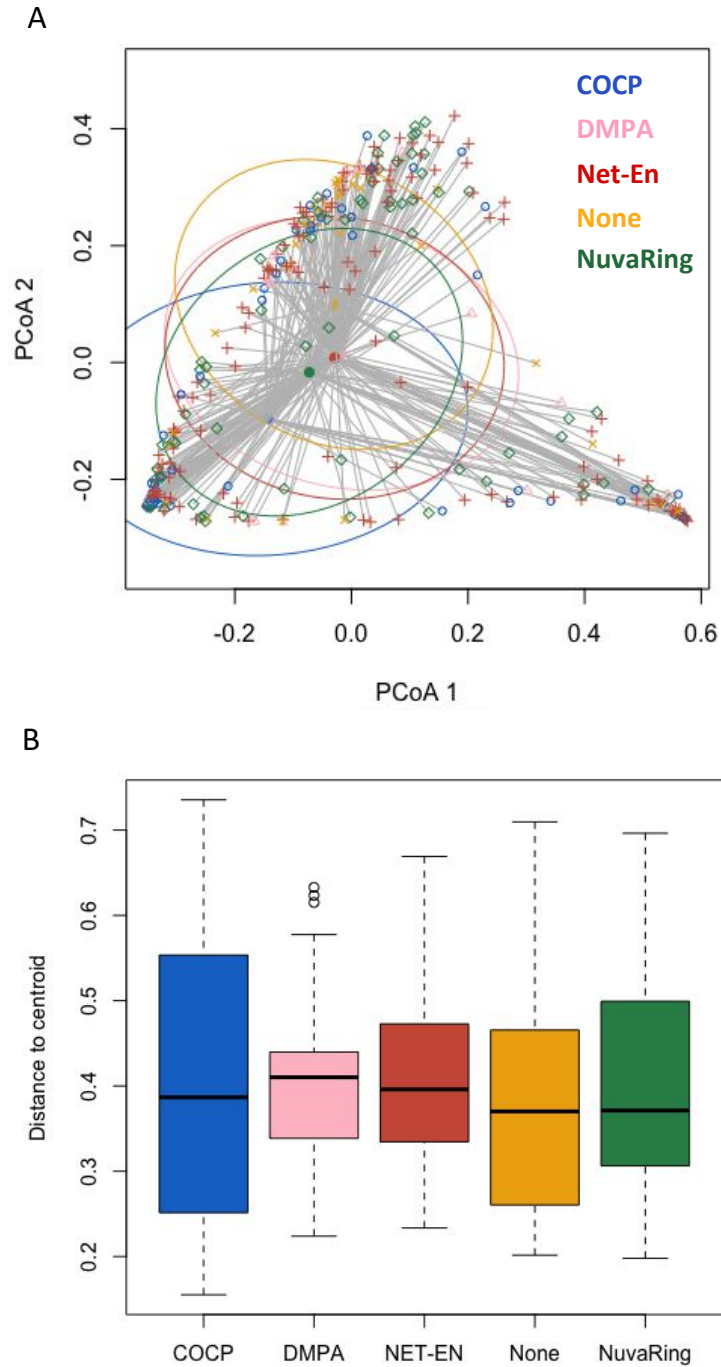 A
COCP
DMPA
Net-En
None
NuvaRing
PCoA 2
0.4
0.2
0.0
-0.2
-0.2 0.0 0.2 0.4 0.6
PCoA 1
B
Distance to centroid
0.7
0.6
0.5
0.4
0.3
0.2
COCP DMPA NET-EN None NuvaRing